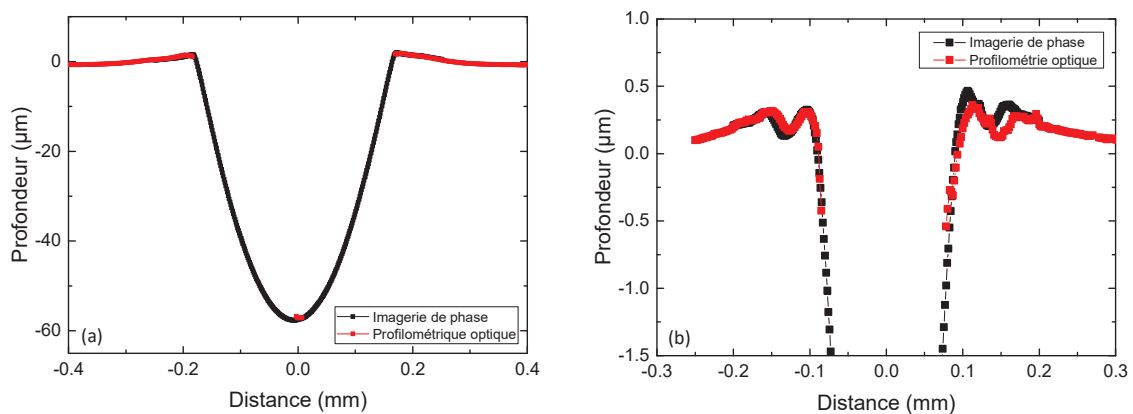 0
-20
-40
-60
-0.4
-0.2
0.0
0.2
0.4
Profondeur (µm)
Distance (mm)
Imagerie de phase
Profilométrique optique
(a)
1.0
0.5
0.0
-0.5
-1.0
-1.5
-0.3
-0.2
-0.1
0.0
0.1
0.2
0.3
Profondeur (µm)
Distance (mm)
Imagerie de phase
Profilométrie optique
(b)